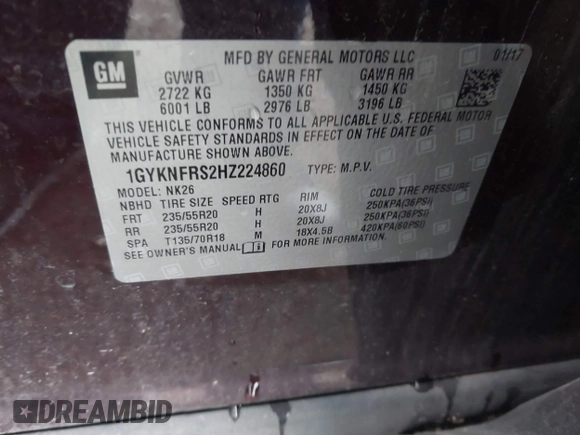 GM
MFD BY GENERAL MOTORS LLC 01/17
GVWR GAWR FRT GAWR RR
2722 KG 1350 KG 1450 KG
6001 LB 2976 LB 3196 LB
THIS VEHICLE CONFORMS TO ALL APPLICABLE U.S. FEDERAL MOTOR
VEHICLE SAFETY STANDARDS IN EFFECT ON THE DATE OF
MANUFACTURE SHOWN ABOVE.
1GYKNFRS2HZ224860 TYPE: M.P.V.
MODEL: NK26
NBHD TIRE SIZE SPEED RTG RIM COLD TIRE PRESSURE
FRT 235/55R20 H 20X8J 250KPA(36PSI)
RR 235/55R20 H 20X8J 250KPA(36PSI)
SPA T135/70R18 M 18X4.5B 420KPA(60PSI)
SEE OWNER'S MANUAL FOR MORE INFORMATION.
DREAMBID